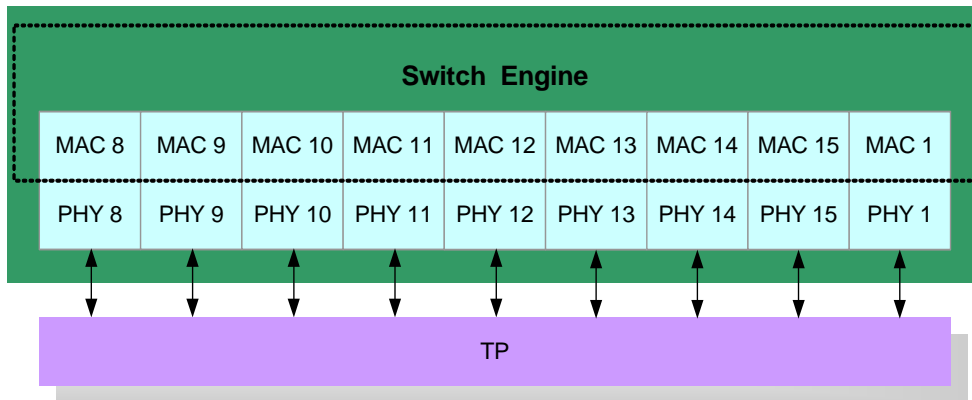 Switch Engine
MAC 8 MAC 9 MAC 10 MAC 11 MAC 12 MAC 13 MAC 14 MAC 15 MAC 1
PHY 8 PHY 9 PHY 10 PHY 11 PHY 12 PHY 13 PHY 14 PHY 15 PHY 1
TP